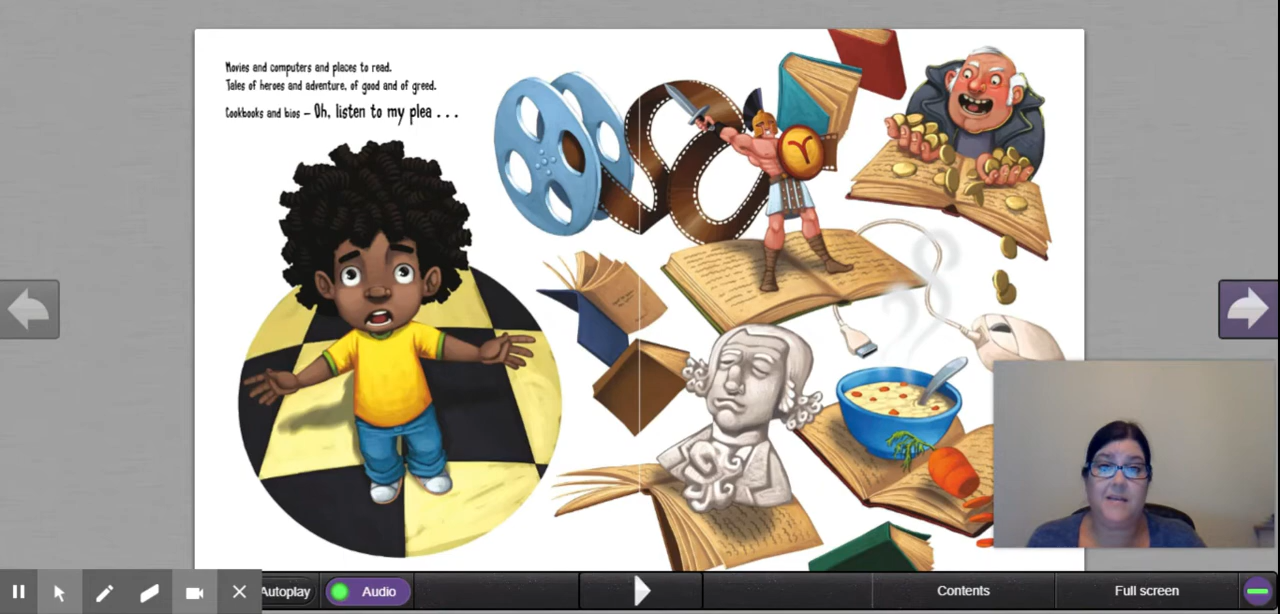 Movies and computers and places to read.
Tales of heroes and adventure, of good and of greed.
Cookbooks and bios – Oh, listen to my plea . . .
Autoplay
Audio
Contents
Full screen